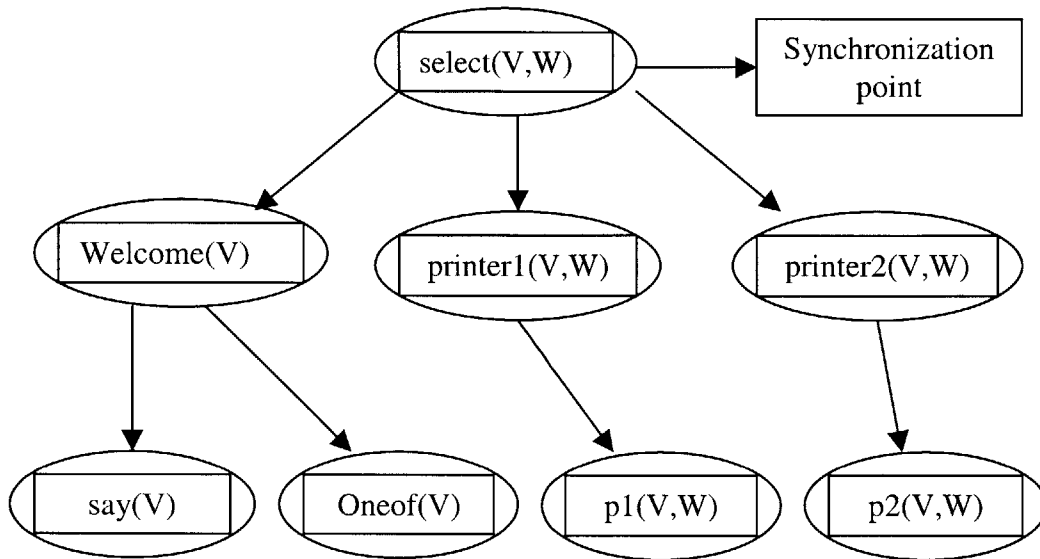 select(V,W)
Synchronization
point
Welcome(V)
printer1(V,W)
printer2(V,W)
say(V)
Oneof(V)
p1(V,W)
p2(V,W)